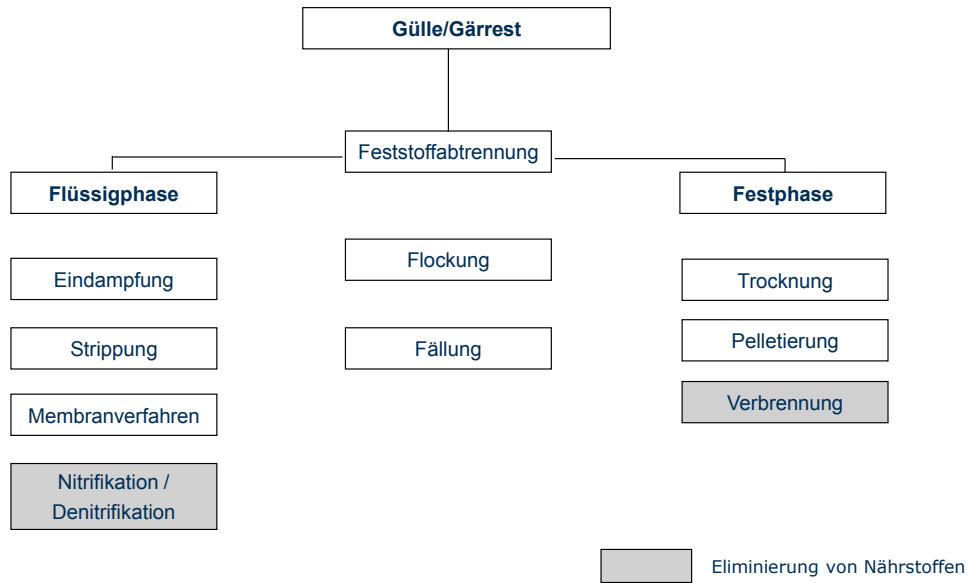 Gülle/Gärrest
Feststoffabtrennung
Flüssigphase
Festphase
Eindampfung
Flockung
Trocknung
Strippung
Fällung
Pelletierung
Membranverfahren
Verbrennung
Nitrifikation /
Denitrifikation
Eliminierung von Nährstoffen